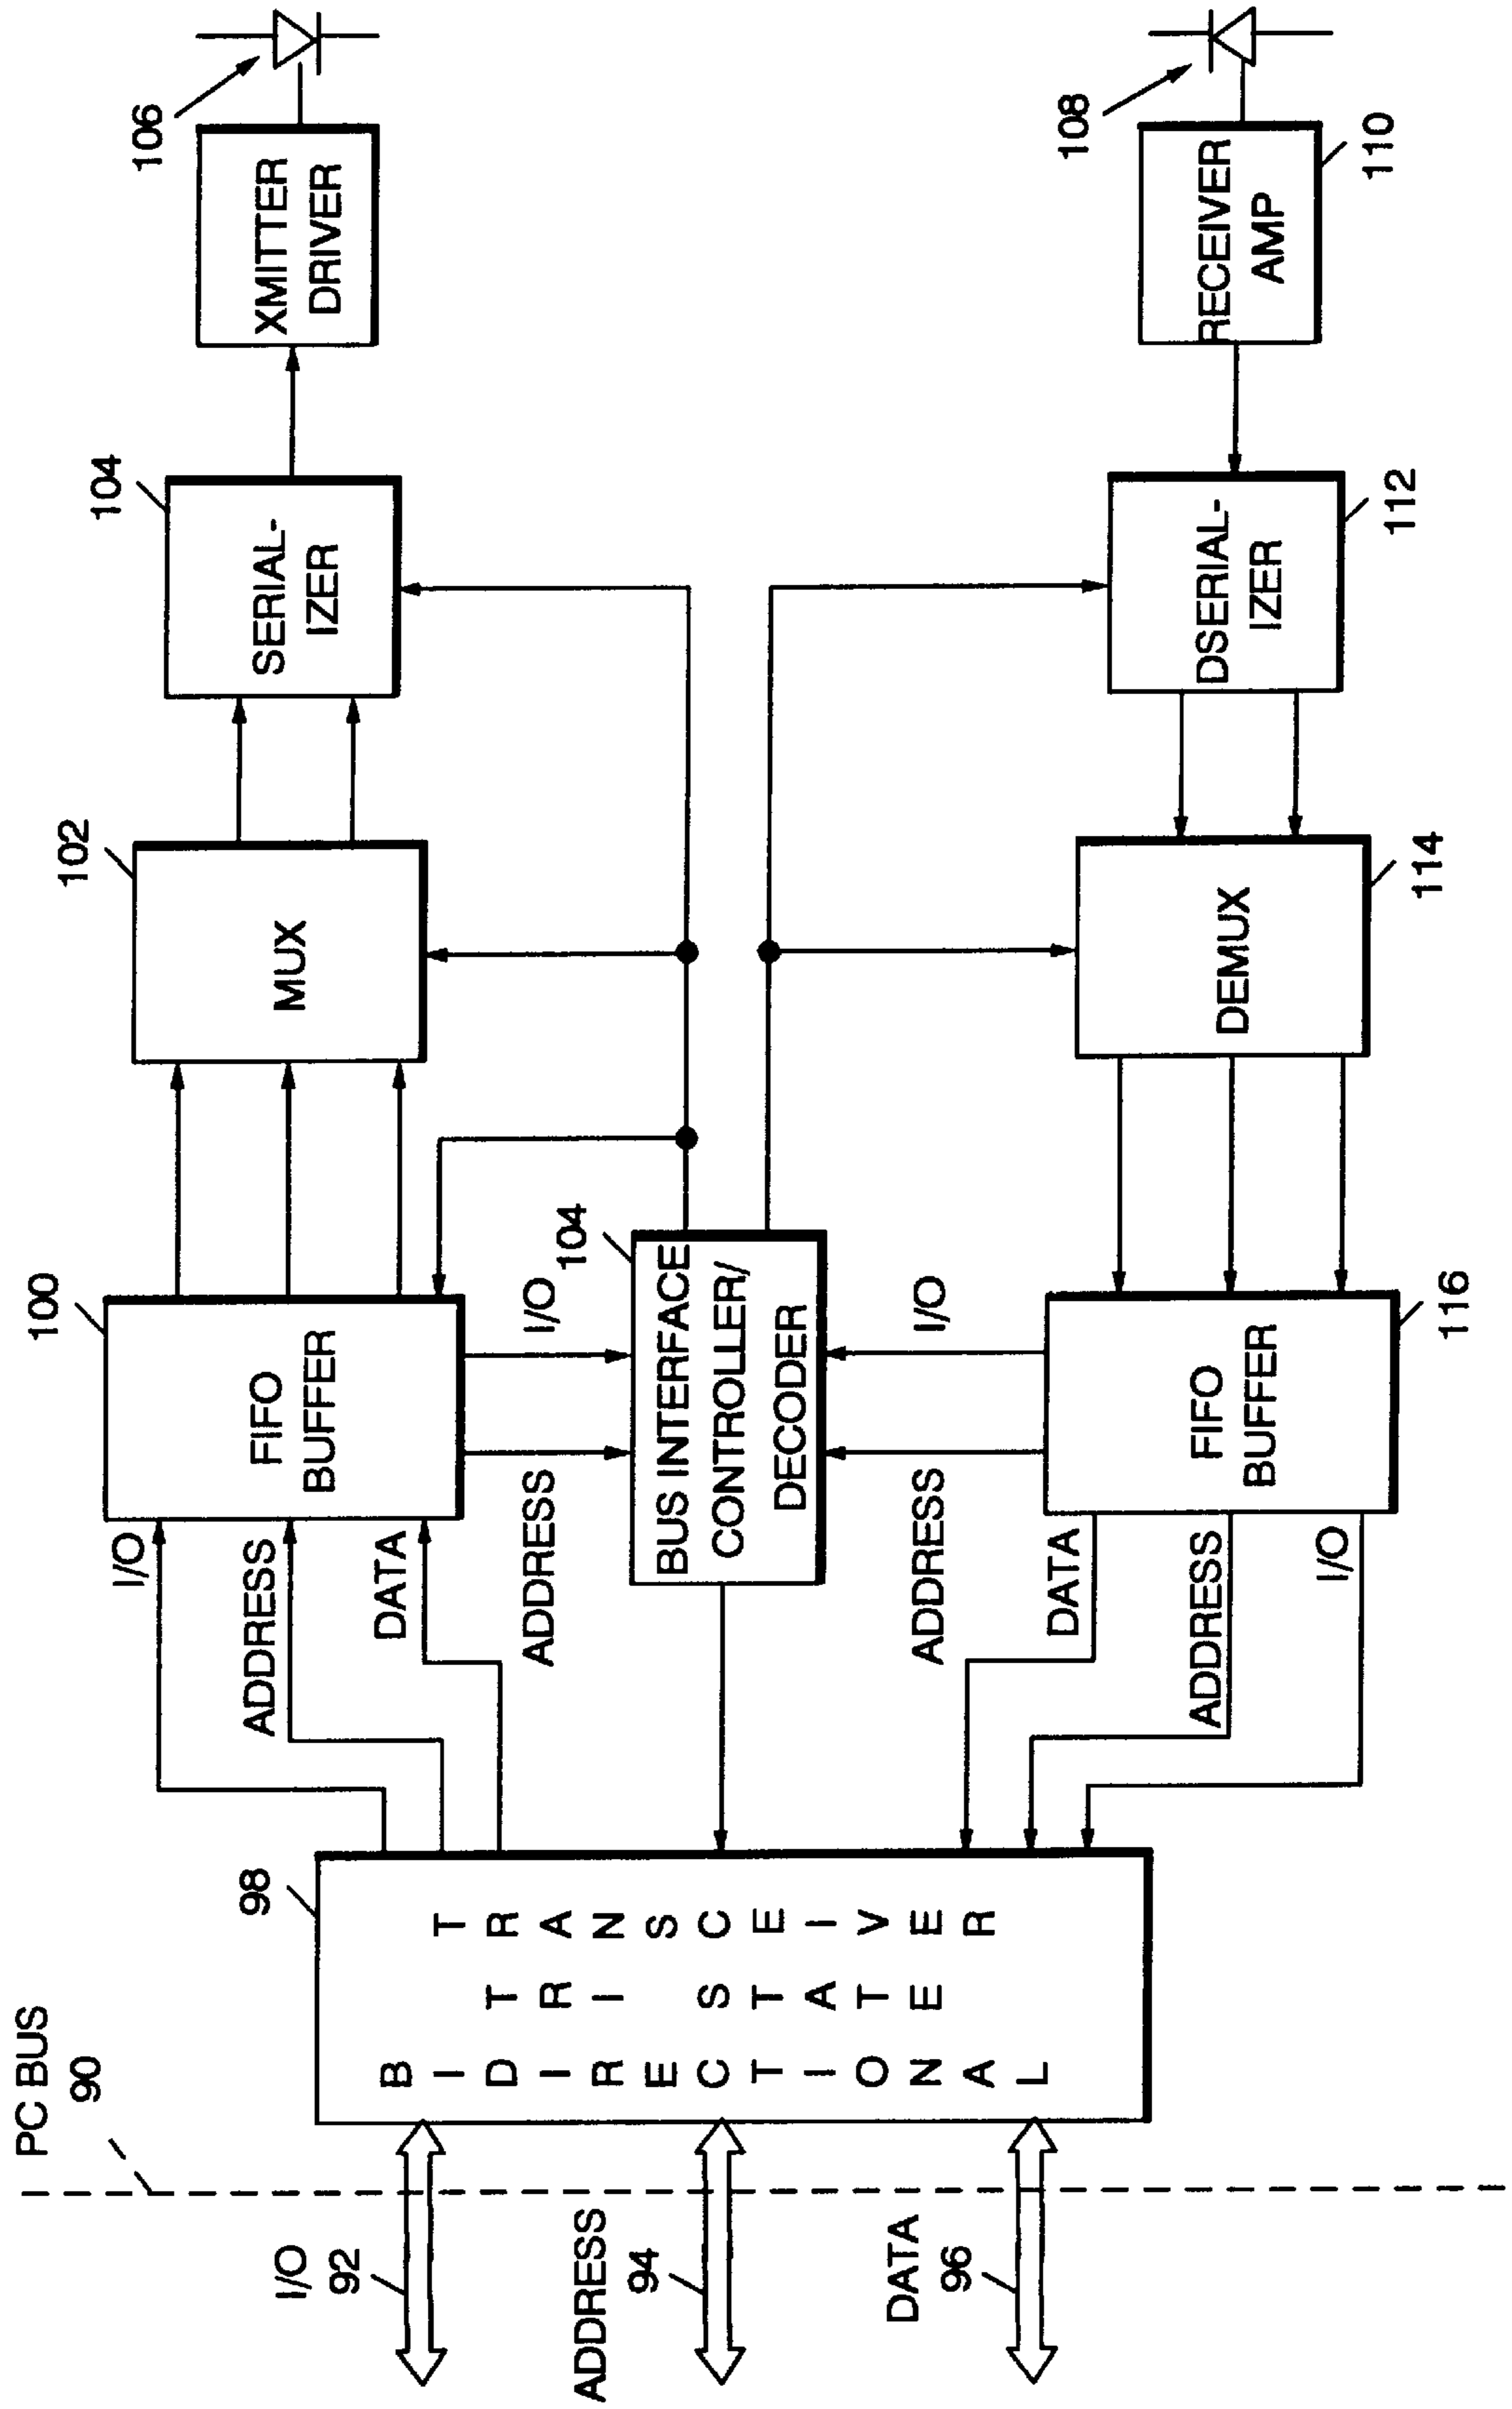 PC BUS
90
I/O
92
ADDRESS
94
DATA
96
98
BIDIRECTIONAL
TRI STATE
TRANSCEIVER
I/O
ADDRESS
DATA
100
FIFO
BUFFER
ADDRESS
I/O
102
MUX
104
SERIAL-
IZER
XMITTER
DRIVER
106
104
BUS INTERFACE
CONTROLLER/
DECODER
ADDRESS
I/O
DATA
ADDRESS
I/O
FIFO
BUFFER
116
DEMUX
114
DSERIAL-
IZER
112
RECEIVER
AMP
110
108